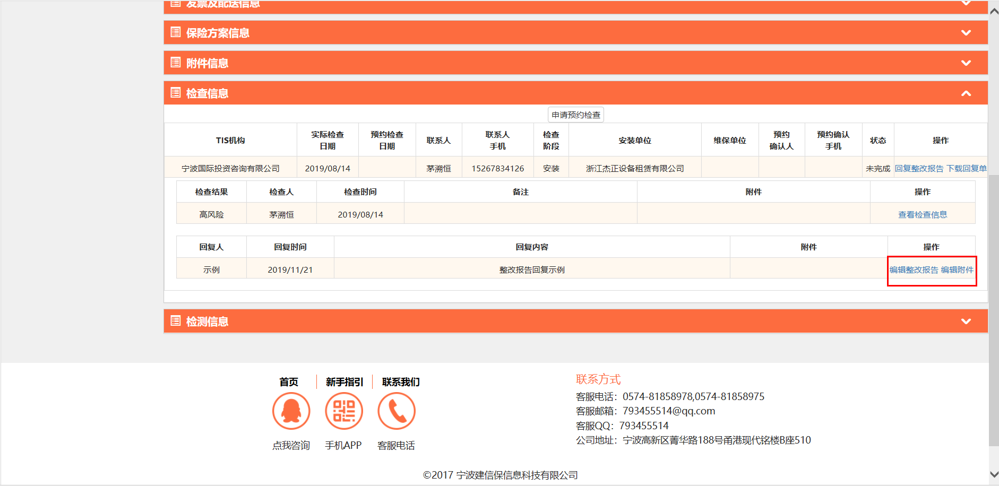 发票及配送信息
保险方案信息
附件信息
检查信息
申请预约检查
TIS机构 实际检查日期 预约检查日期 联系人 联系人手机 检查阶段 安装单位 维保单位 预约确认人 预约确认手机 状态 操作
宁波国际投资咨询有限公司 2019/08/14 茅溯恒 15267834126 安装 浙江杰正设备租赁有限公司 未完成 回复整改报告 下载回复单
检查结果 检查人 检查时间 备注 附件 操作
高风险 茅溯恒 2019/08/14 查看检查信息
回复人 回复时间 回复内容 附件 操作
示例 2019/11/21 整改报告回复示例 编辑整改报告 编辑附件
检测信息
首页 新手指引 联系我们
点我咨询 手机APP 客服电话
联系方式
客服电话：0574-81858978,0574-81858975
客服邮箱：793455514@qq.com
客服QQ：793455514
公司地址：宁波高新区菁华路188号甬港现代铭楼B座510
©2017 宁波建信保信息科技有限公司